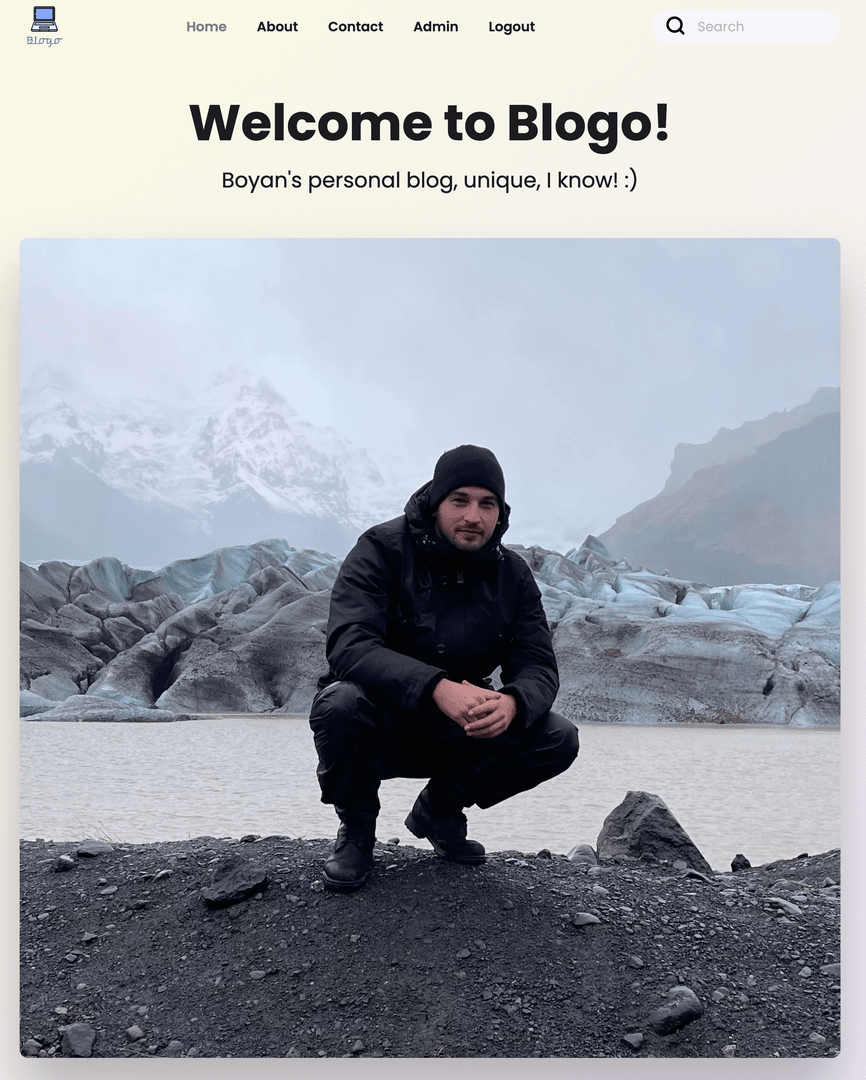 Blogo
Home About Contact Admin Logout
Search
Welcome to Blogo!
Boyan's personal blog, unique, I know! :)